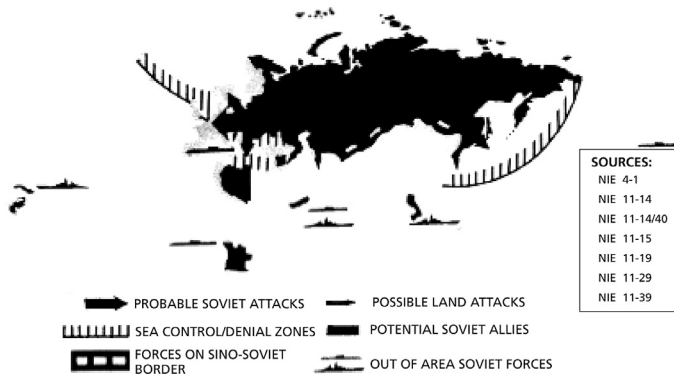 SOURCES:
NIE 4-1
NIE 11-14
NIE 11-14/40
NIE 11-15
NIE 11-19
NIE 11-29
NIE 11-39
PROBABLE SOVIET ATTACKS
POSSIBLE LAND ATTACKS
SEA CONTROL/DENIAL ZONES
POTENTIAL SOVIET ALLIES
FORCES ON SINO-SOVIET
BORDER
OUT OF AREA SOVIET FORCES